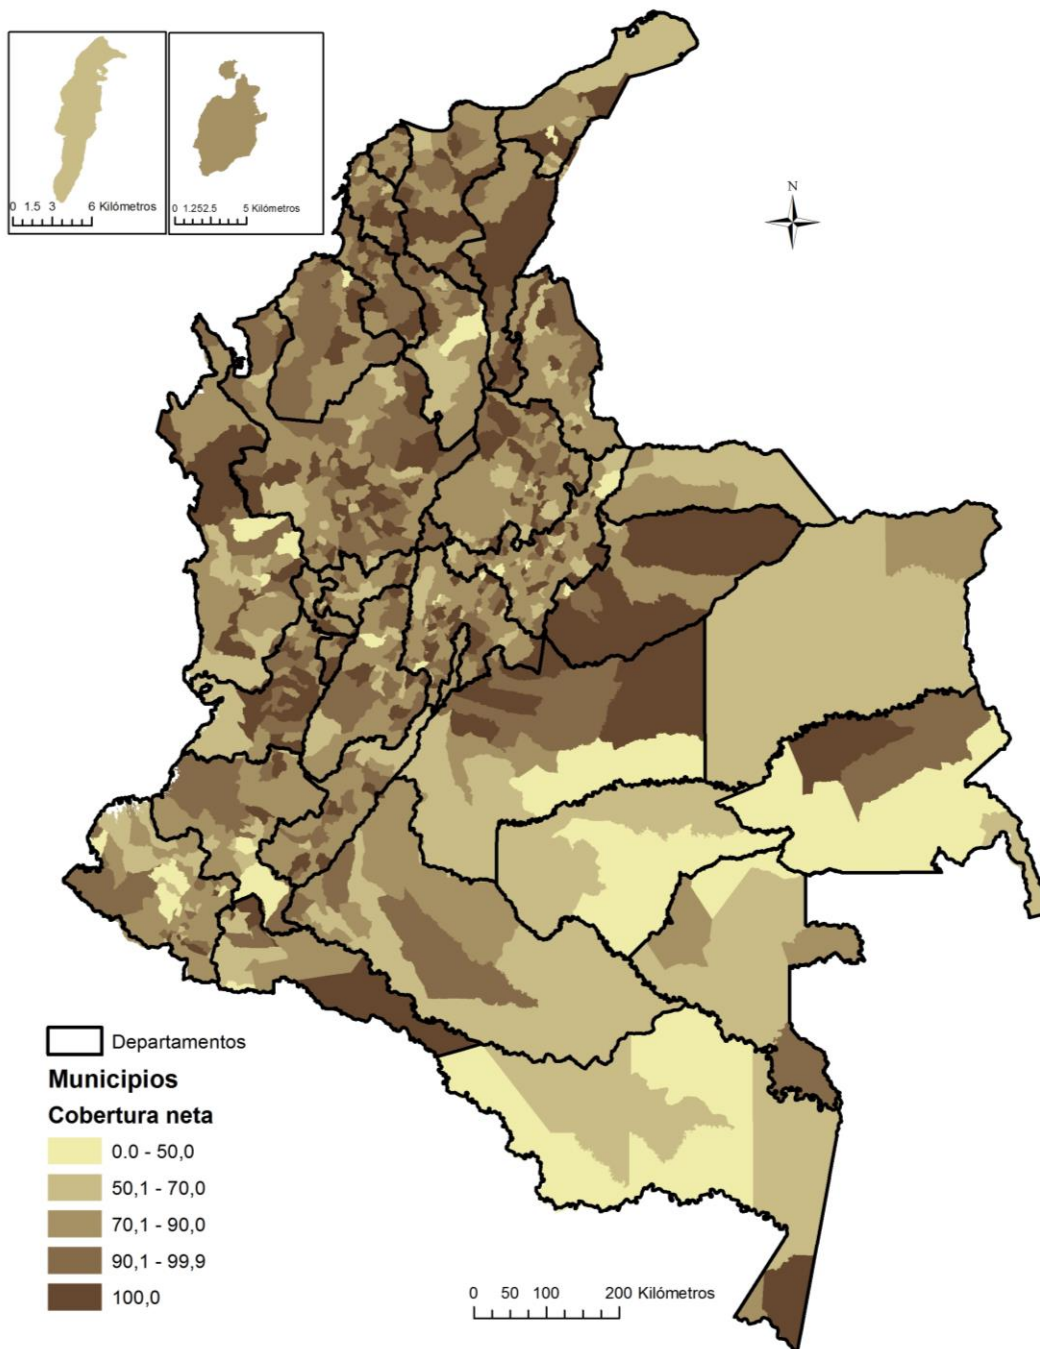 0 1.5 3 6 Kilómetros
0 1.252.5 5 Kilómetros
N
Departamentos
Municipios
Cobertura neta
0.0 - 50,0
50,1 - 70,0
70,1 - 90,0
90,1 - 99,9
100,0
0 50 100 200 Kilómetros